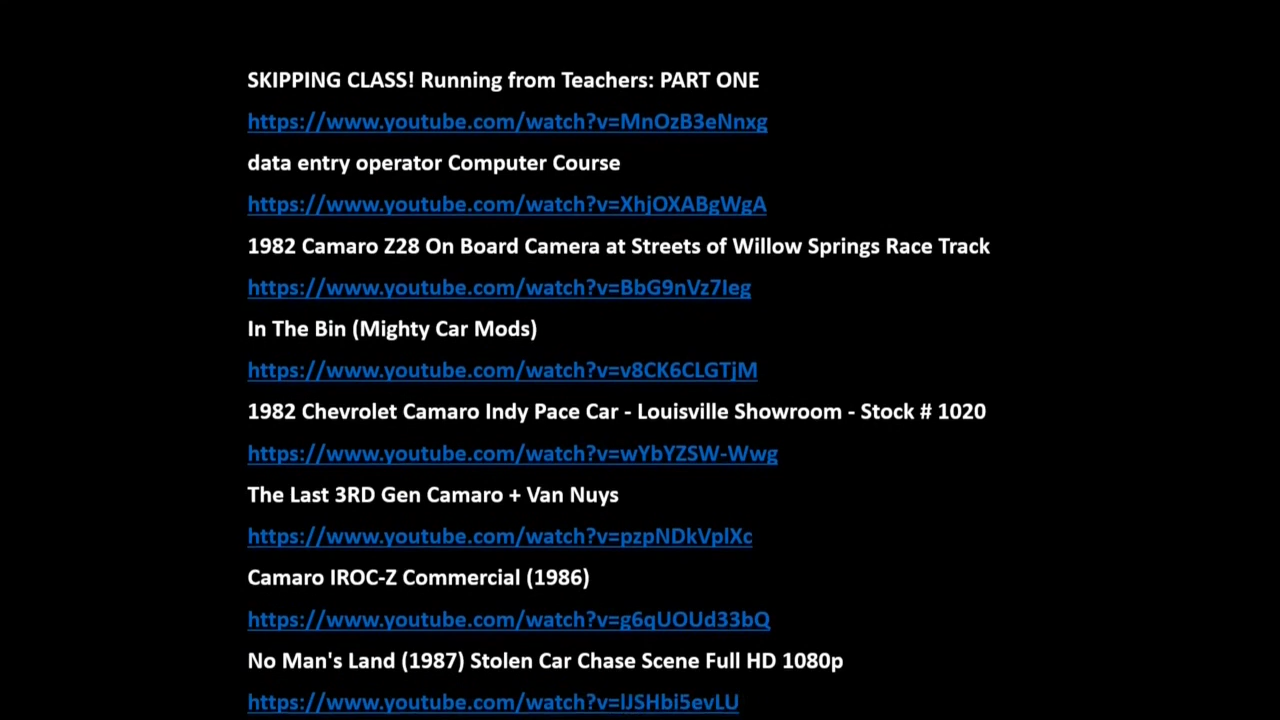 SKIPPING CLASS! Running from Teachers: PART ONE
https://www.youtube.com/watch?v=MnOzB3eNnxg
data entry operator Computer Course
https://www.youtube.com/watch?v=XhjOXABgWgA
1982 Camaro Z28 On Board Camera at Streets of Willow Springs Race Track
https://www.youtube.com/watch?v=BbG9nVz7Ieg
In The Bin (Mighty Car Mods)
https://www.youtube.com/watch?v=v8CK6CLGTjM
1982 Chevrolet Camaro Indy Pace Car - Louisville Showroom - Stock # 1020
https://www.youtube.com/watch?v=wYbYZSW-Wwg
The Last 3RD Gen Camaro + Van Nuys
https://www.youtube.com/watch?v=pzpNDkVplXc
Camaro IROC-Z Commercial (1986)
https://www.youtube.com/watch?v=g6qUOUd33bQ
No Man's Land (1987) Stolen Car Chase Scene Full HD 1080p
https://www.youtube.com/watch?v=lJSHbi5evLU